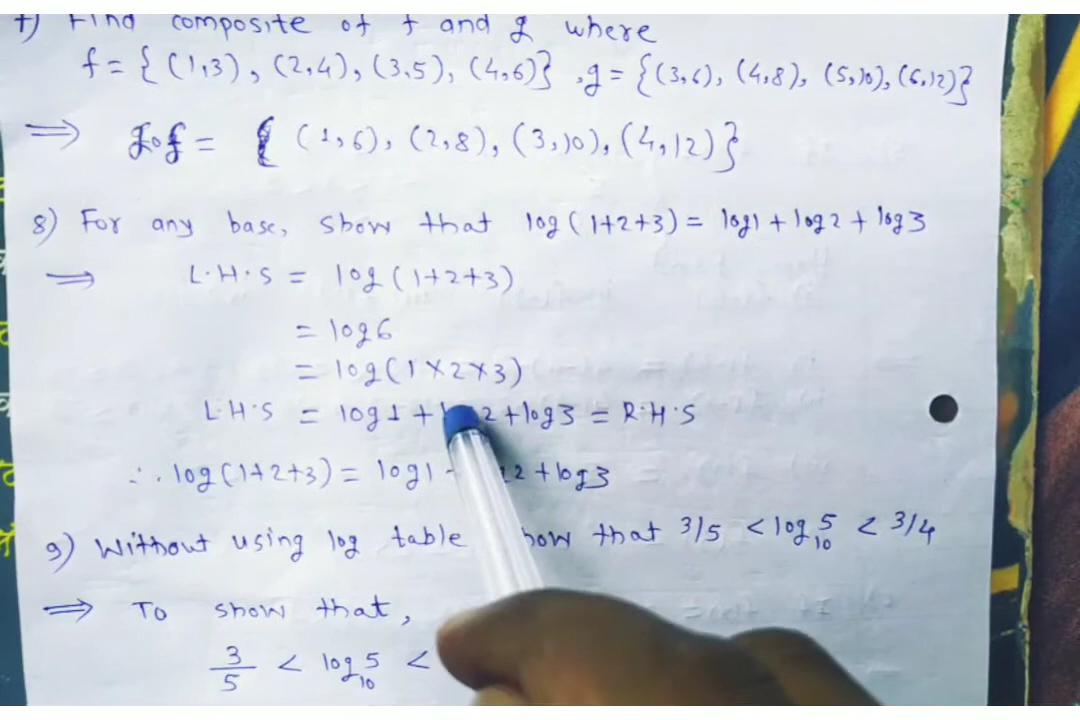 7) Find composite of f and g where
f = { (1,3), (2,4), (3,5), (4,6)} , g = {(3,6), (4,8), (5,10), (6,12)}
⇒ gof = { (1,6), (2,8), (3,10), (4,12)}
8) For any base, show that log (1+2+3) = log1 + log2 + log3
⇒ L.H.S = log (1+2+3)
= log6
= log(1×2×3)
L.H.S = log1 + 2 + log3 = R.H.S
∴ log(1+2+3) = log1 2 + log3
9) Without using log table how that 3/5 < log₁₀5 < 3/4
⇒ To show that,
3/5 < log₁₀5 <